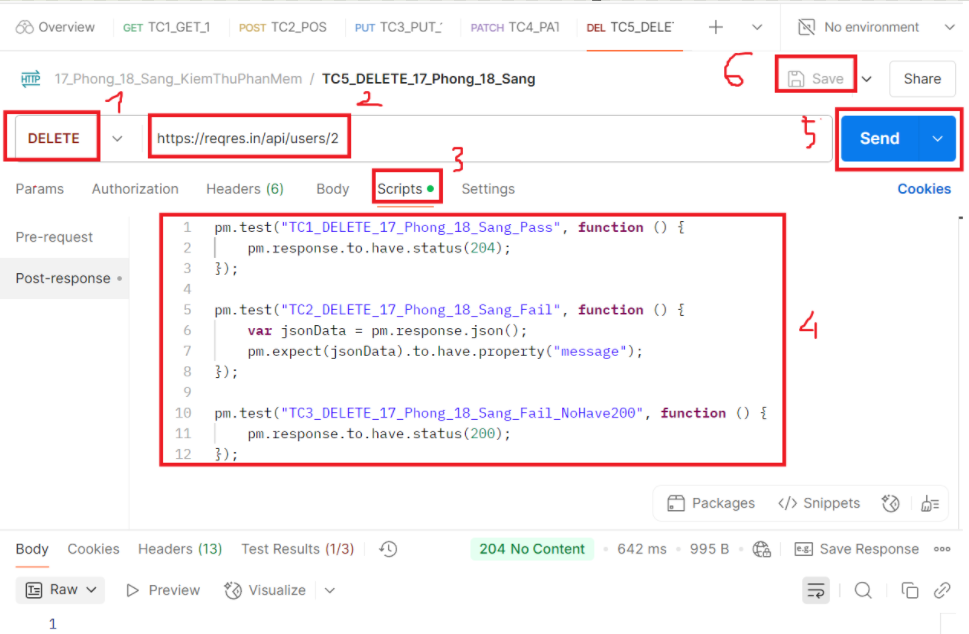 Overview GET TC1_GET_1 POST TC2_POS PUT TC3_PUT_ PATCH TC4_PAT DEL TC5_DELE No environment
6
HTTP 17_Phong_18_Sang_KiemThuPhanMem / TC5_DELETE_17_Phong_18_Sang Save Share
1 2
DELETE https://reqres.in/api/users/2 5 Send
3
Params Authorization Headers (6) Body Scripts Settings Cookies
Pre-request
Post-response
1 pm.test("TC1_DELETE_17_Phong_18_Sang_Pass", function () {
2 pm.response.to.have.status(204);
3 });
4
5 pm.test("TC2_DELETE_17_Phong_18_Sang_Fail", function () {
6 var jsonData = pm.response.json();
7 pm.expect(jsonData).to.have.property("message");
8 });
9
10 pm.test("TC3_DELETE_17_Phong_18_Sang_Fail_NoHave200", function () {
11 pm.response.to.have.status(200);
12 });
4
Packages </> Snippets
Body Cookies Headers (13) Test Results (1/3) 204 No Content 642 ms 995 B e.g. Save Response
Raw Preview Visualize
1